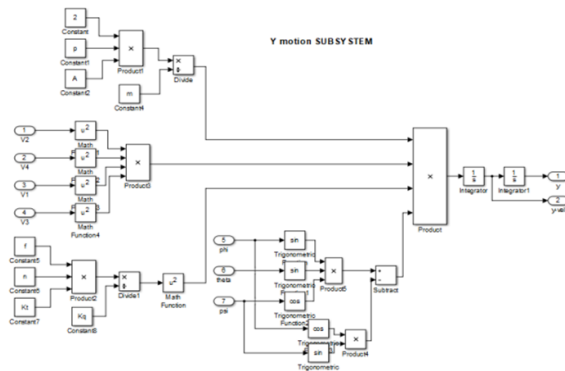 Y motion SUBSYSTEM
2
Constant
p
Constant1
A
Constant2
×
Product1
m
Constant4
×
÷
Divide
1
V2
2
V4
3
V1
4
V3
u²
Math
u²
Math
u²
Math
u²
Math
Function4
×
Product3
f
Constant5
n
Constant6
Kt
Constant7
×
Product2
Kq
Constant8
×
÷
Divide1
u²
Math
Function
5
phi
6
theta
7
psi
sin
Trigonometric
sin
Trigonometric
cos
Trigonometric
Function2
cos
sin
Trigonometric
×
Product5
×
Product4
+
-
Subtract
×
Product
1
s
Integrator
1
s
Integrator1
1
y
2